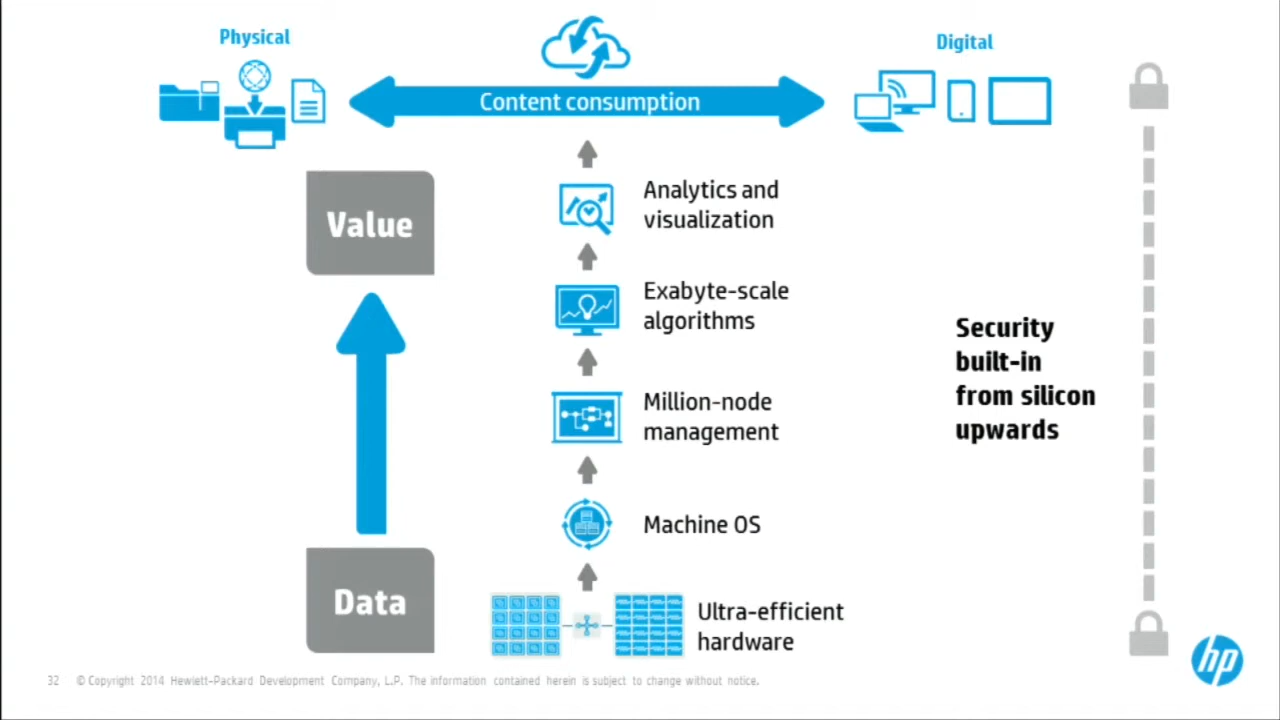 Physical
Digital
Content consumption
Value
Analytics and
visualization
Exabyte-scale
algorithms
Security
built-in
from silicon
upwards
Million-node
management
Machine OS
Data
Ultra-efficient
hardware
hp
32 © Copyright 2014 Hewlett-Packard Development Company, L.P. The information contained herein is subject to change without notice.